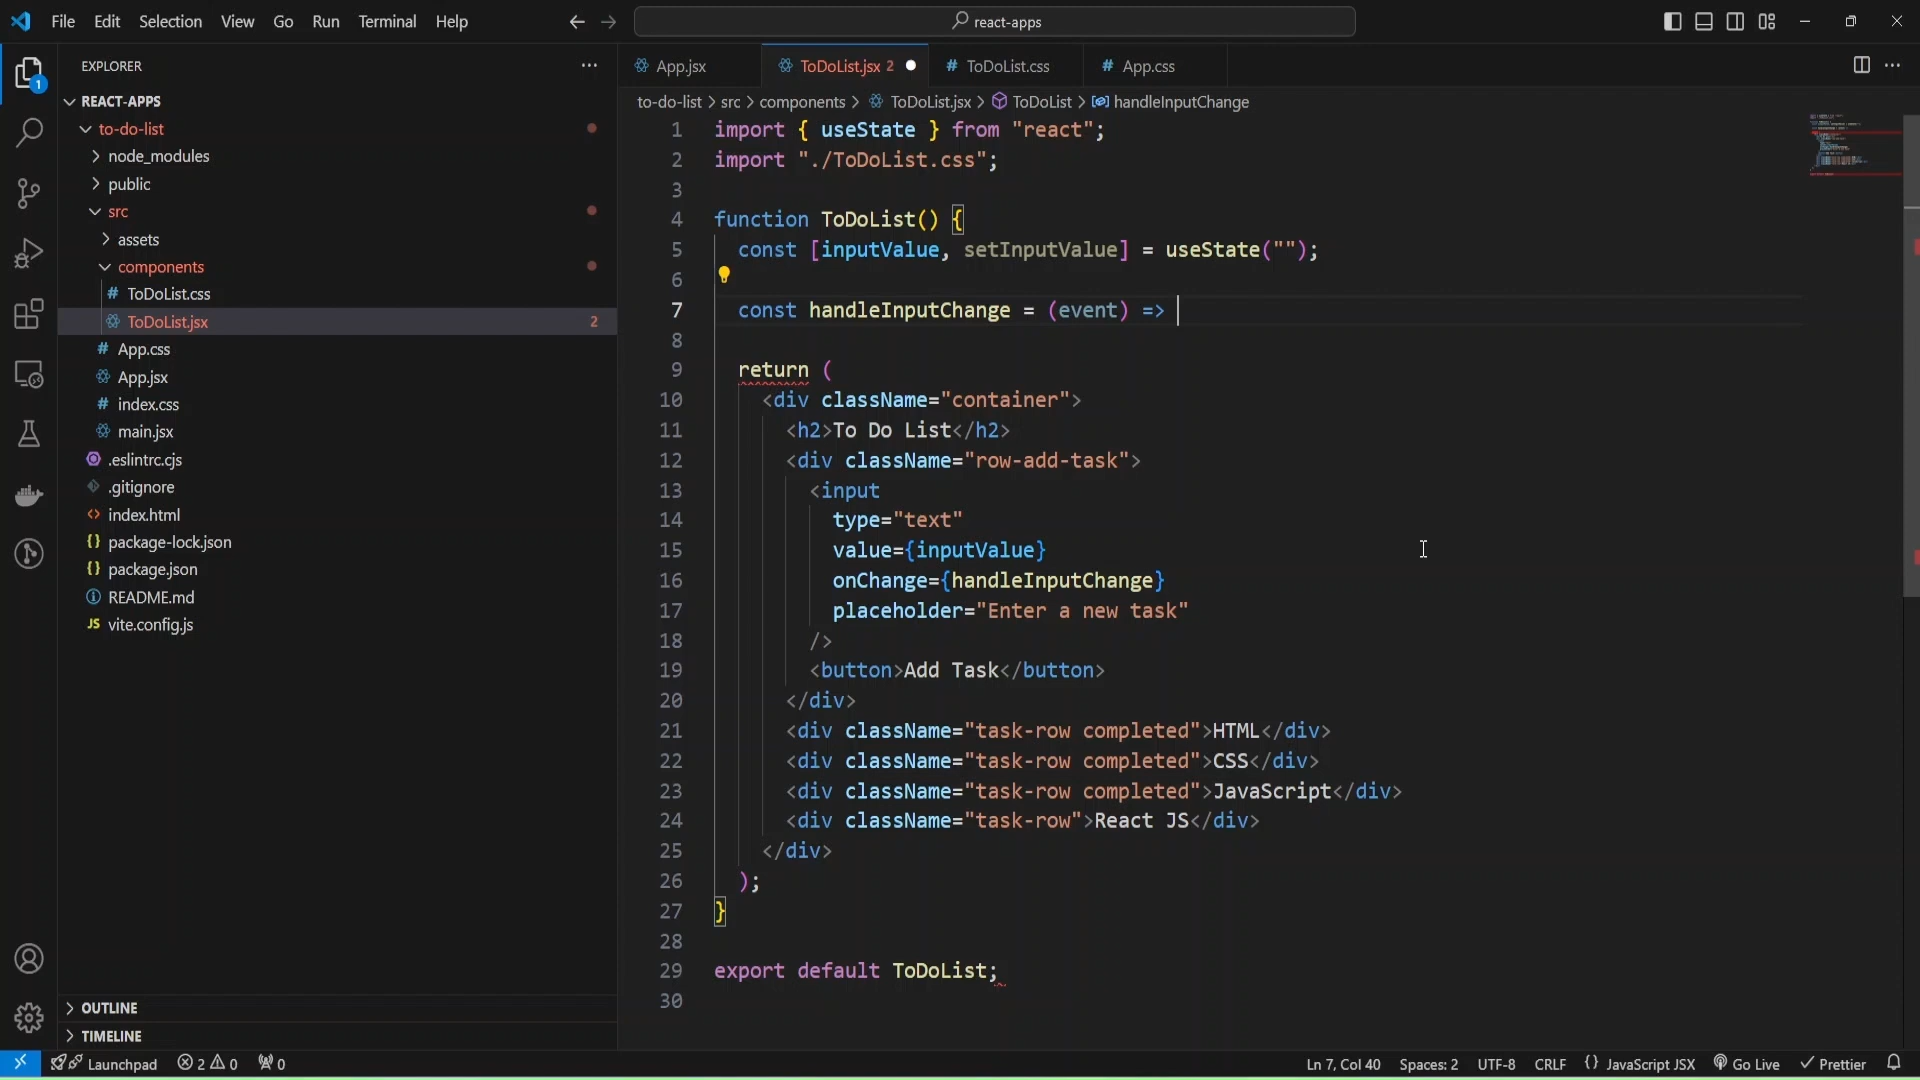 File Edit Selection View Go Run Terminal Help
react-apps
EXPLORER
REACT-APPS
to-do-list
node_modules
public
src
assets
components
# ToDoList.css
ToDoList.jsx 2
# App.css
App.jsx
# index.css
main.jsx
.eslintrc.cjs
.gitignore
<> index.html
{} package-lock.json
{} package.json
README.md
JS vite.config.js
OUTLINE
TIMELINE
1
App.jsx
ToDoList.jsx 2
# ToDoList.css
# App.css
to-do-list > src > components > ToDoList.jsx > ToDoList > handleInputChange
1 import { useState } from "react";
2 import "./ToDoList.css";
3
4 function ToDoList() {
5 const [inputValue, setInputValue] = useState("");
6
7 const handleInputChange = (event) =>
8
9 return (
10 <div className="container">
11 <h2>To Do List</h2>
12 <div className="row-add-task">
13 <input
14 type="text"
15 value={inputValue}
16 onChange={handleInputChange}
17 placeholder="Enter a new task"
18 />
19 <button>Add Task</button>
20 </div>
21 <div className="task-row completed">HTML</div>
22 <div className="task-row completed">CSS</div>
23 <div className="task-row completed">JavaScript</div>
24 <div className="task-row">React JS</div>
25 </div>
26 );
27 }
28
29 export default ToDoList;
30
Launchpad 2 0 0
Ln 7, Col 40 Spaces: 2 UTF-8 CRLF {} JavaScript JSX Go Live Prettier